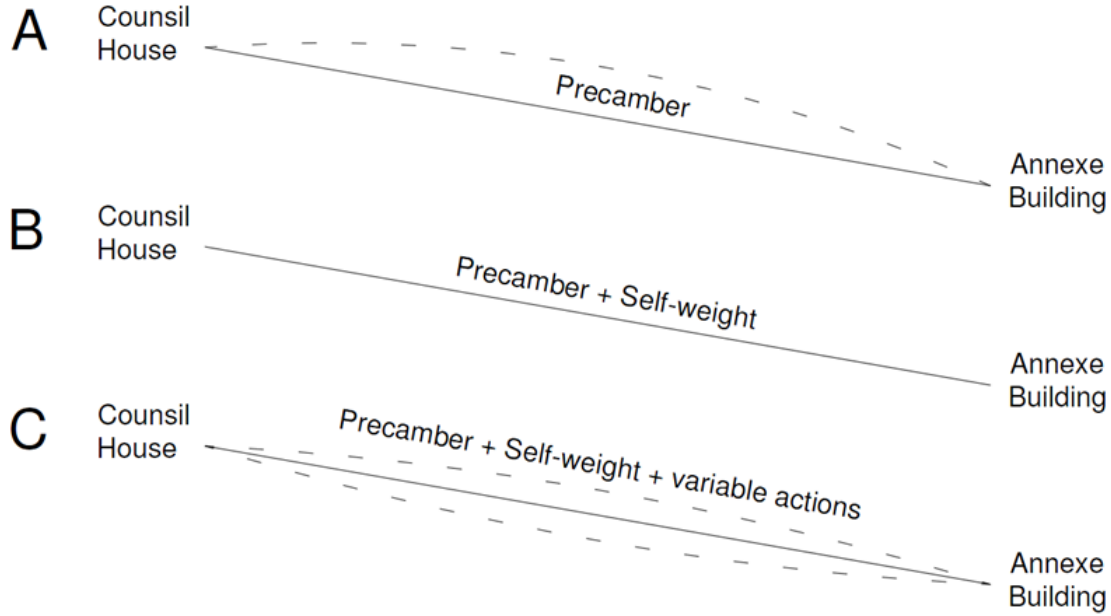 A
Counsil
House
Precamber
Annexe
Building
B
Counsil
House
Precamber + Self-weight
Annexe
Building
C
Counsil
House
Precamber + Self-weight + variable actions
Annexe
Building